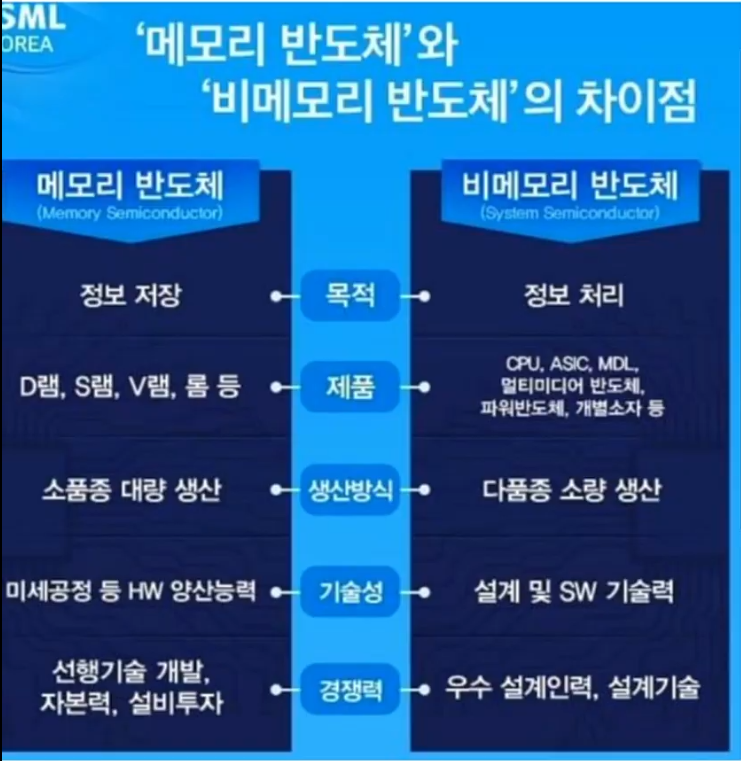 SML
OREA
'메모리 반도체'와
'비메모리 반도체'의 차이점
메모리 반도체
(Memory Semiconductor)
비메모리 반도체
(System Semiconductor)
정보 저장
목적
정보 처리
D램, S램, V램, 롬 등
제품
CPU, ASIC, MDL,
멀티미디어 반도체,
파워반도체, 개별소자 등
소품종 대량 생산
생산방식
다품종 소량 생산
미세공정 등 HW 양산능력
기술성
설계 및 SW 기술력
선행기술 개발,
자본력, 설비투자
경쟁력
우수 설계인력, 설계기술